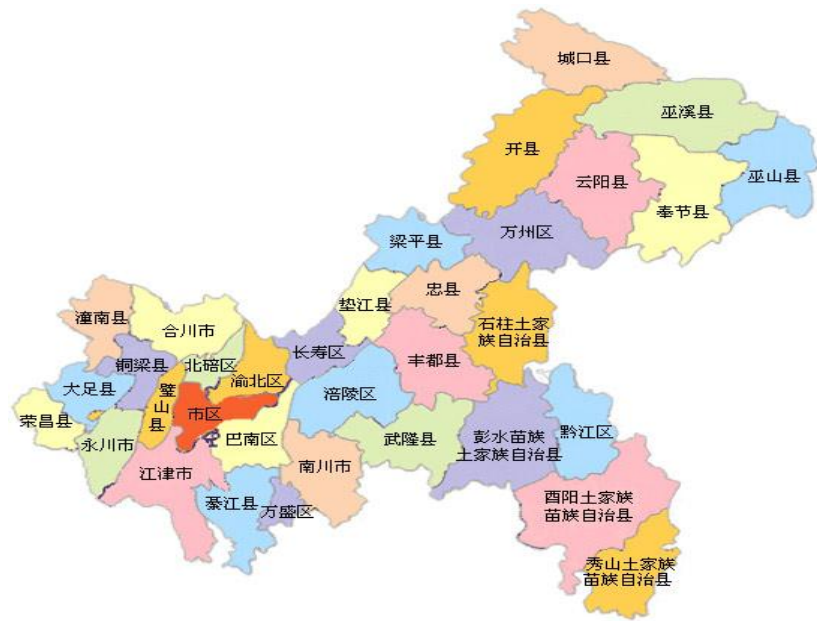 城口县
巫溪县
开县
云阳县
巫山县
奉节县
万州区
梁平县
忠县
垫江县
石柱土家
族自治县
潼南县
合川市
长寿区
丰都县
铜梁县
北碚区
渝北区
大足县
璧山县
涪陵区
荣昌县
市区
永川市
巴南区
武隆县
彭水苗族
土家族自治县
黔江区
江津市
南川市
綦江县
万盛区
酉阳土家族
苗族自治县
秀山土家族
苗族自治县